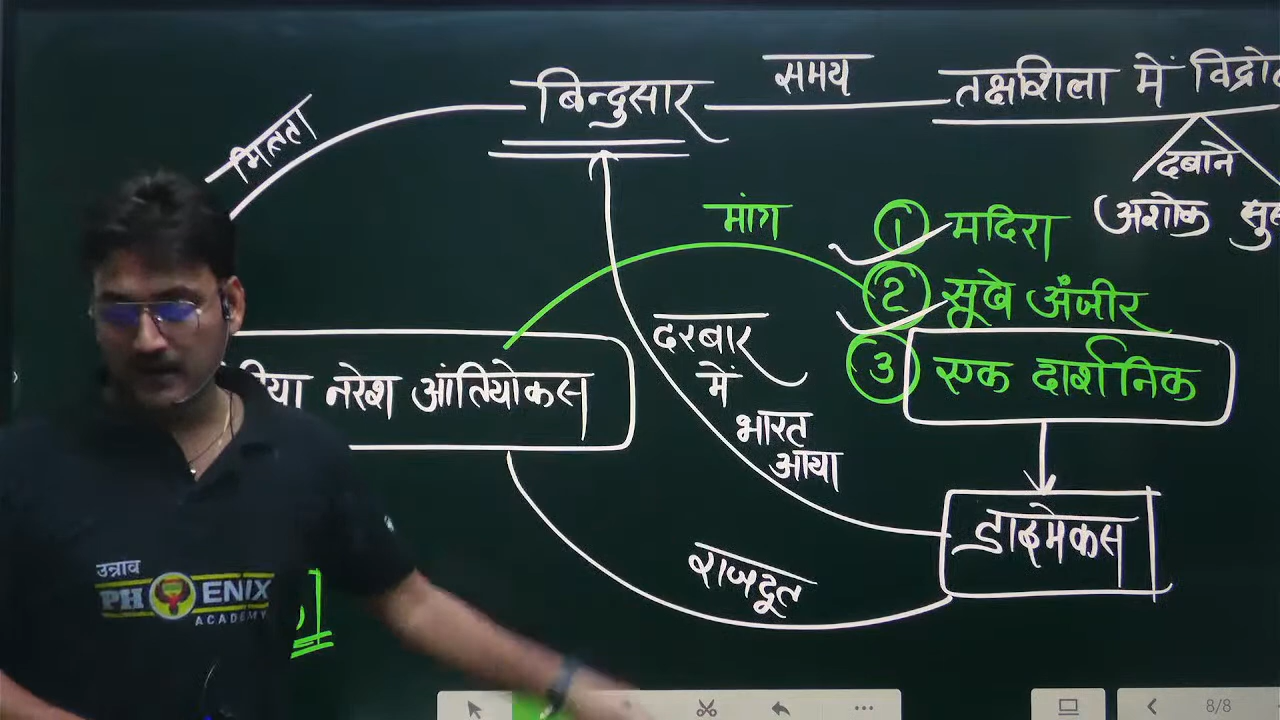 बिन्दुसार
समय
तक्षशिला में
मित्रता
दबाने
अशोक
मांग
① मदिरा
② सूखे अंजीर
③ एक दार्शनिक
नरेश आंतियोकस
दरबार
में
भारत
आया
डाइमेकस
राजदूत
उन्नाव
PHOENIX
ACADEMY
8/8